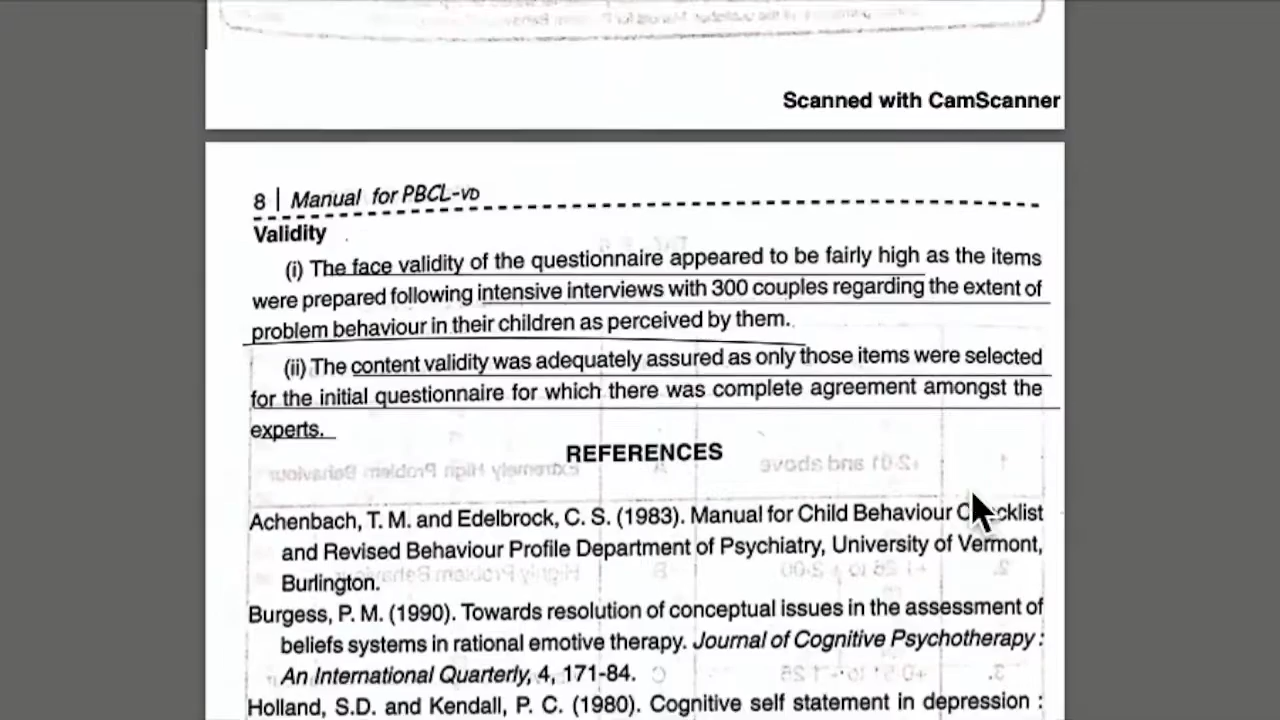 Scanned with CamScanner
8 | Manual for PBCL-VD
Validity
(i) The face validity of the questionnaire appeared to be fairly high as the items
were prepared following intensive interviews with 300 couples regarding the extent of
problem behaviour in their children as perceived by them.
(ii) The content validity was adequately assured as only those items were selected
for the initial questionnaire for which there was complete agreement amongst the
experts.
REFERENCES
Achenbach, T. M. and Edelbrock, C. S. (1983). Manual for Child Behaviour Checklist
and Revised Behaviour Profile Department of Psychiatry, University of Vermont,
Burlington.
Burgess, P. M. (1990). Towards resolution of conceptual issues in the assessment of
beliefs systems in rational emotive therapy. Journal of Cognitive Psychotherapy :
An International Quarterly, 4, 171-84.
Holland, S.D. and Kendall, P. C. (1980). Cognitive self statement in depression :